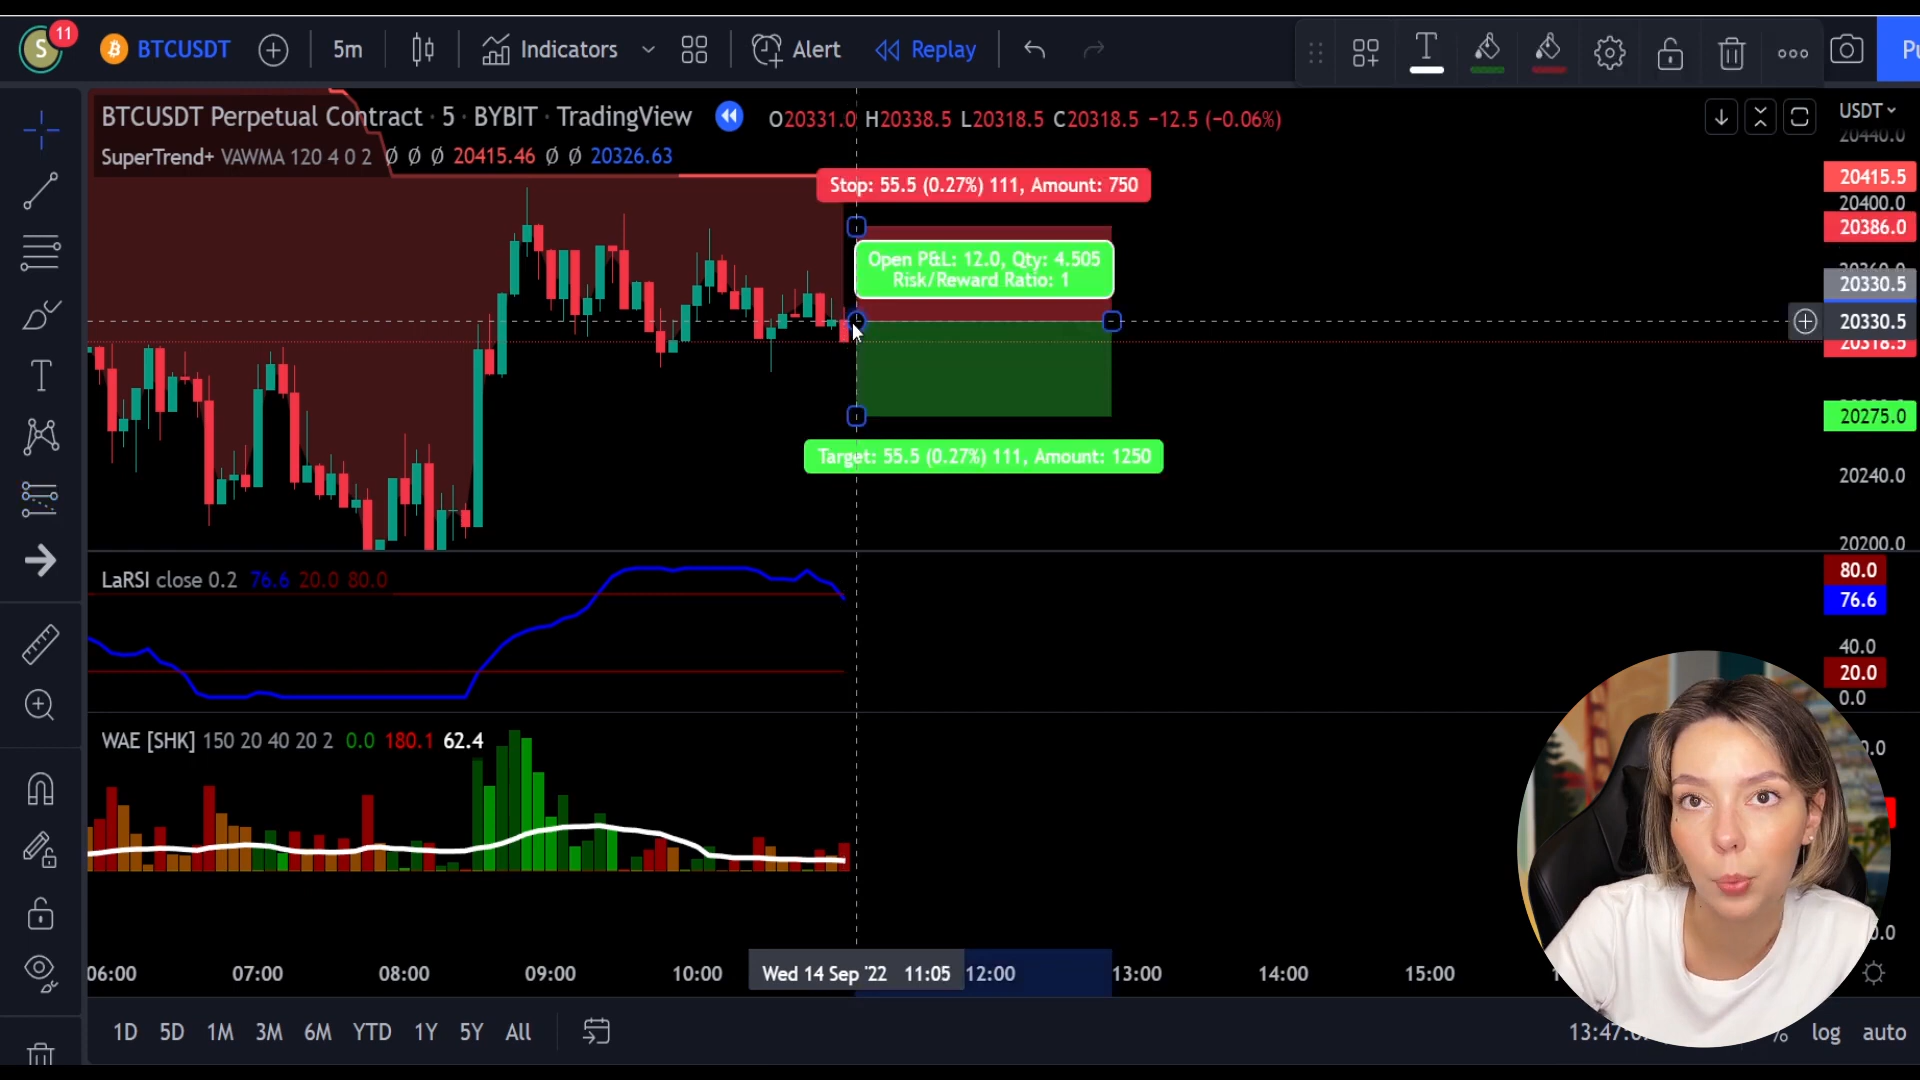 S 11 BTCUSDT 5m Indicators Alert Replay T Pu
BTCUSDT Perpetual Contract · 5 · BYBIT · TradingView O20331.0 H20338.5 L20318.5 C20318.5 −12.5 (−0.06%) USDT
SuperTrend+ VAWMA 120 4 0 2 Ø Ø Ø 20415.46 Ø Ø 20326.63
20440.0
20415.5
20400.0
20386.0
20330.5
20330.5
20318.5
20275.0
20240.0
20200.0
Stop: 55.5 (0.27%) 111, Amount: 750
Open P&L: 12.0, Qty: 4.505
Risk/Reward Ratio: 1
Target: 55.5 (0.27%) 111, Amount: 1250
LaRSI close 0.2 76.6 20.0 80.0
80.0
76.6
40.0
20.0
0.0
WAE [SHK] 150 20 40 20 2 0.0 180.1 62.4
06:00 07:00 08:00 09:00 10:00 Wed 14 Sep '22 11:05 12:00 13:00 14:00 15:00
1D 5D 1M 3M 6M YTD 1Y 5Y All
% log auto